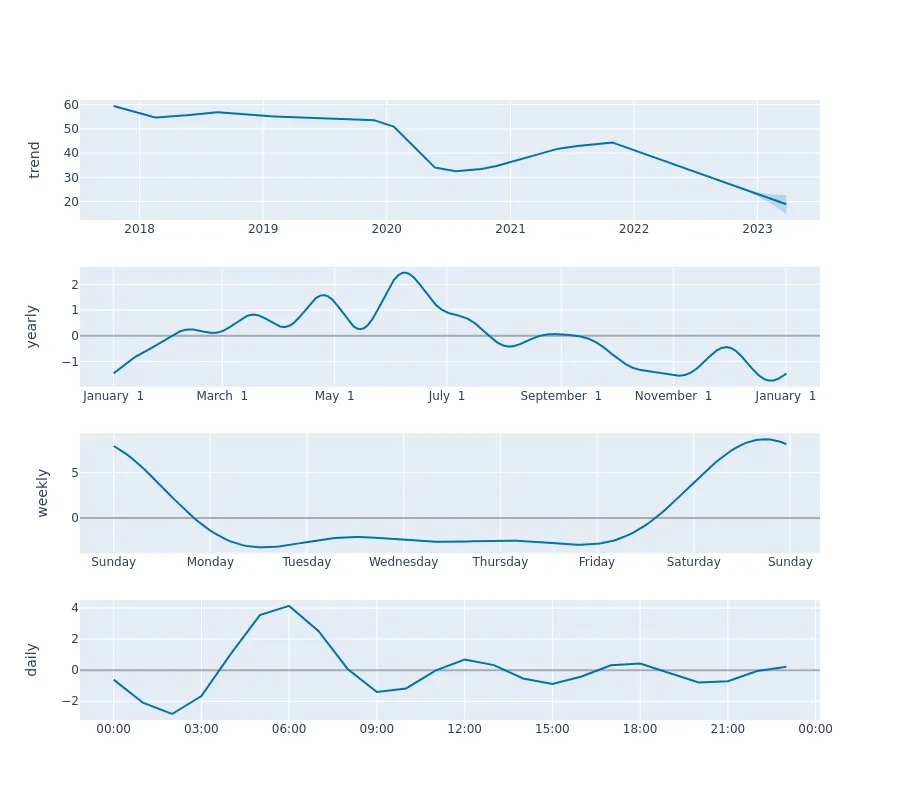 trend
60
50
40
30
20
2018 2019 2020 2021 2022 2023
yearly
2
1
0
−1
January 1 March 1 May 1 July 1 September 1 November 1 January 1
weekly
5
0
Sunday Monday Tuesday Wednesday Thursday Friday Saturday Sunday
daily
4
2
0
−2
00:00 03:00 06:00 09:00 12:00 15:00 18:00 21:00 00:00